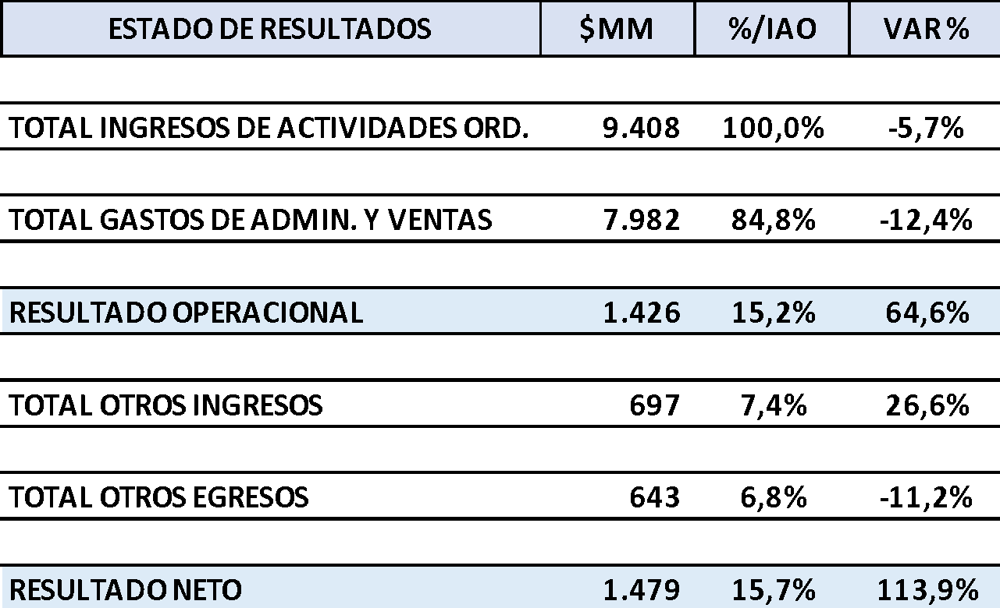 ESTADO DE RESULTADOS $MM %/IAO VAR %
TOTAL INGRESOS DE ACTIVIDADES ORD. 9.408 100,0% -5,7%
TOTAL GASTOS DE ADMIN. Y VENTAS 7.982 84,8% -12,4%
RESULTADO OPERACIONAL 1.426 15,2% 64,6%
TOTAL OTROS INGRESOS 697 7,4% 26,6%
TOTAL OTROS EGRESOS 643 6,8% -11,2%
RESULTADO NETO 1.479 15,7% 113,9%